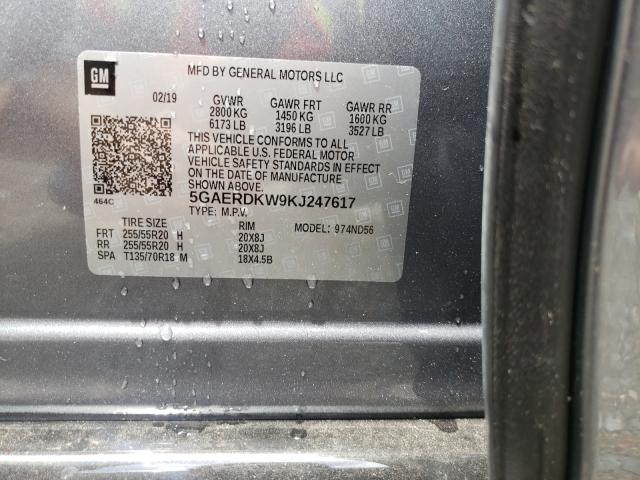 GM
MFD BY GENERAL MOTORS LLC
02/19 GVWR GAWR FRT GAWR RR
2800 KG 1450 KG 1600 KG
6173 LB 3196 LB 3527 LB
THIS VEHICLE CONFORMS TO ALL
APPLICABLE U.S. FEDERAL MOTOR
VEHICLE SAFETY STANDARDS IN EFFECT
ON THE DATE OF MANUFACTURE
SHOWN ABOVE.
464C
5GAERDKW9KJ247617
TYPE: M.P.V.
TIRE SIZE RIM MODEL: 974ND56
FRT 255/55R20 H 20X8J
RR 255/55R20 H 20X8J
SPA T135/70R18 M 18X4.5B